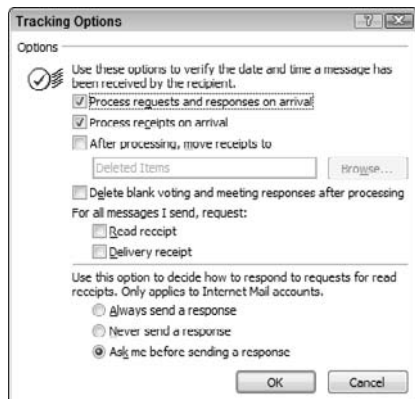 Tracking Options
Options
Use these options to verify the date and time a message has
been received by the recipient.
Process requests and responses on arrival
Process receipts on arrival
After processing, move receipts to
Deleted Items
Browse...
Delete blank voting and meeting responses after processing
For all messages I send, request:
Read receipt
Delivery receipt
Use this option to decide how to respond to requests for read
receipts. Only applies to Internet Mail accounts.
Always send a response
Never send a response
Ask me before sending a response
OK
Cancel